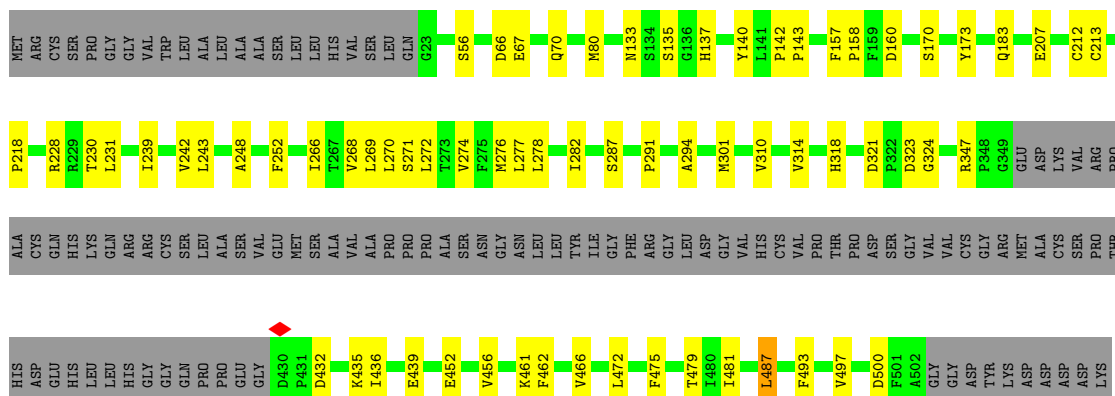 MET ARG CYS SER PRO GLY GLY VAL TRP LEU ALA LEU ALA ALA SER LEU LEU HIS VAL SER LEU GLN G23 S56 D66 E67 Q70 M80 N133 S134 S135 G136 H137 Y140 L141 P142 P143 F157 P158 F159 D160 S170 Y173 Q183 E207 C212 C213
P218 R228 R229 T230 L231 I239 V242 L243 A248 F252 I266 T267 V268 L269 L270 S271 L272 T273 V274 F275 M276 L277 L278 I282 S287 P291 A294 M301 V310 V314 H318 D321 P322 D323 G324 R347 P348 G349 GLU ASP LYS VAL ARG PRO
ALA CYS GLN HIS LYS GLN ARG ARG CYS SER LEU ALA SER VAL GLU MET SER ALA VAL ALA PRO PRO PRO ALA SER ASN GLY ASN LEU LEU TYR ILE GLY PHE ARG GLY LEU ASP GLY VAL HIS CYS VAL PRO THR PRO ASP SER GLY VAL VAL CYS GLY ARG MET ALA CYS SER PRO THR
HIS ASP GLU HIS LEU LEU HIS GLY GLY GLN PRO PRO GLU GLY D430 P431 D432 K435 I436 E439 E452 V456 K461 F462 V466 L472 F475 T479 I480 I481 L487 F493 V497 D500 F501 A502 GLY GLY ASP TYR LYS ASP ASP ASP ASP LYS